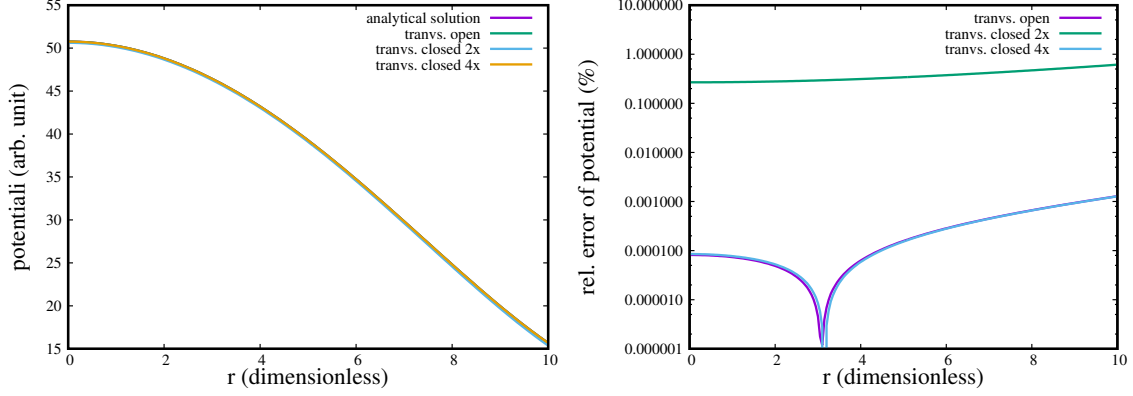 55
50
45
40
35
30
25
20
15
0
2
4
6
8
10
potentiali (arb. unit)
r (dimensionless)
analytical solution
tranvs. open
tranvs. closed 2x
tranvs. closed 4x
10.000000
1.000000
0.100000
0.010000
0.001000
0.000100
0.000010
0.000001
0
2
4
6
8
10
rel. error of potential (%)
r (dimensionless)
tranvs. open
tranvs. closed 2x
tranvs. closed 4x